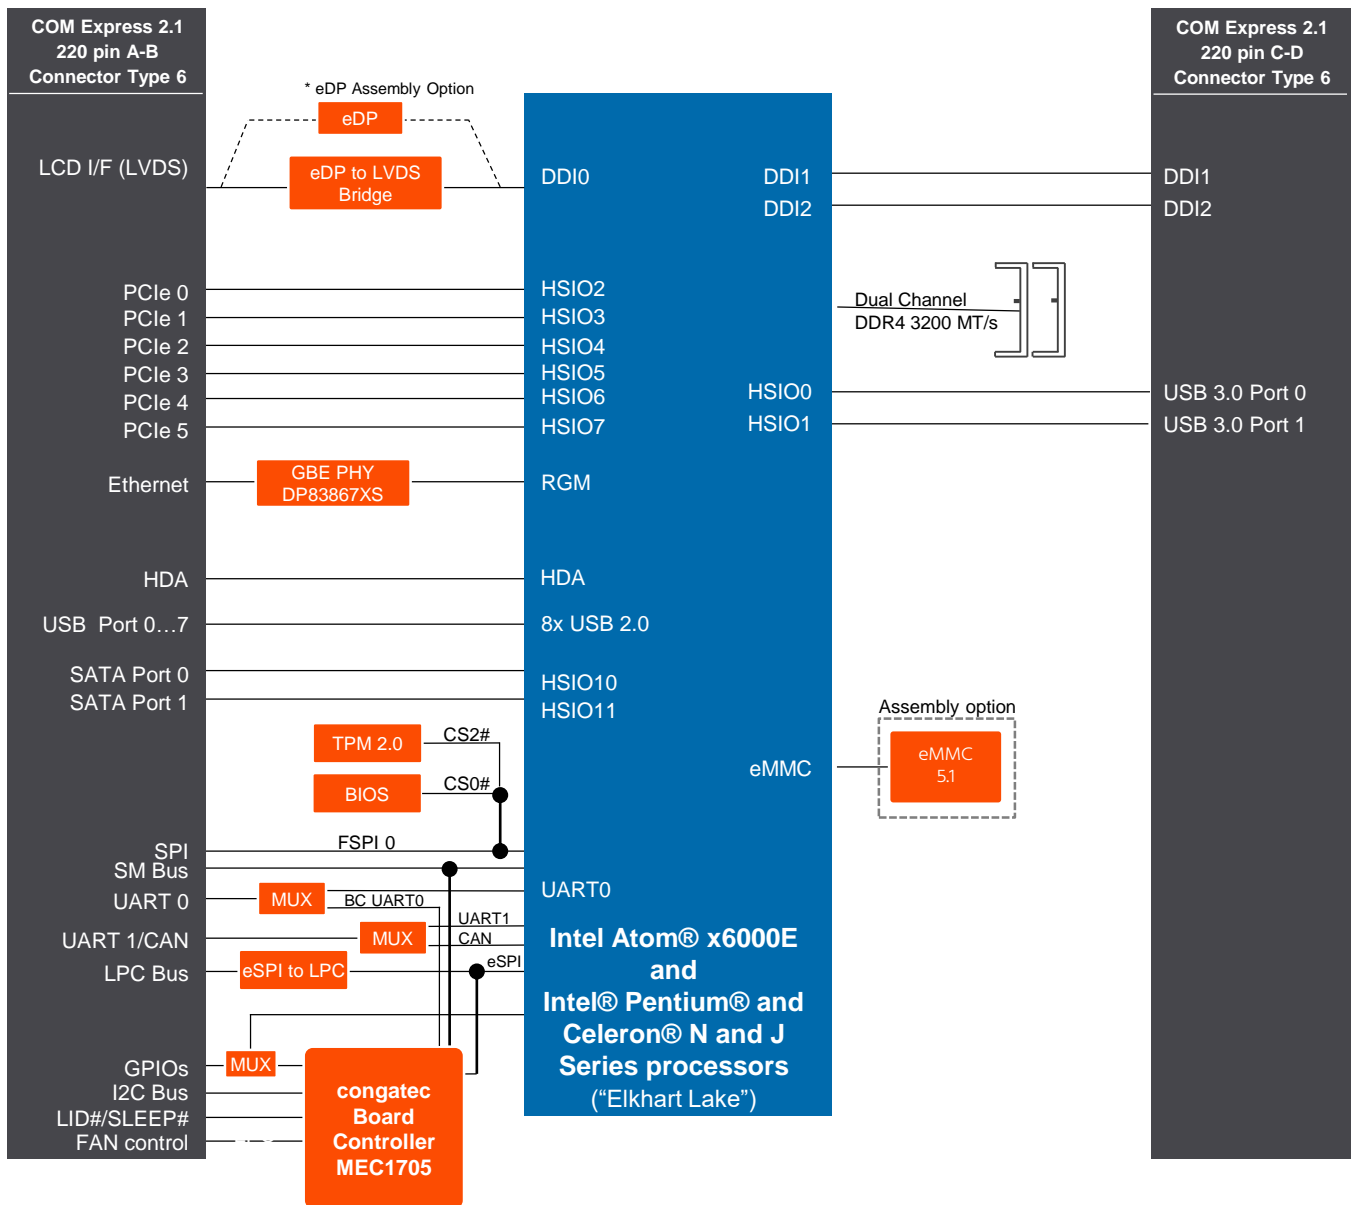 COM Express 2.1
220 pin A-B
Connector Type 6
LCD I/F (LVDS)
PCIe 0
PCIe 1
PCIe 2
PCIe 3
PCIe 4
PCIe 5
Ethernet
HDA
USB Port 0…7
SATA Port 0
SATA Port 1
SPI
SM Bus
UART 0
UART 1/CAN
LPC Bus
GPIOs
I2C Bus
LID#/SLEEP#
FAN control
* eDP Assembly Option
eDP
eDP to LVDS
Bridge
GBE PHY
DP83867XS
TPM 2.0
CS2#
BIOS
CS0#
FSPI 0
MUX
BC UART0
MUX
UART1
CAN
eSPI to LPC
eSPI
MUX
congatec
Board
Controller
MEC1705
DDI0
HSIO2
HSIO3
HSIO4
HSIO5
HSIO6
HSIO7
RGM
HDA
8x USB 2.0
HSIO10
HSIO11
UART0
DDI1
DDI2
HSIO0
HSIO1
eMMC
Intel Atom® x6000E
and
Intel® Pentium® and
Celeron® N and J
Series processors
(“Elkhart Lake”)
Dual Channel
DDR4 3200 MT/s
Assembly option
eMMC
5.1
COM Express 2.1
220 pin C-D
Connector Type 6
DDI1
DDI2
USB 3.0 Port 0
USB 3.0 Port 1